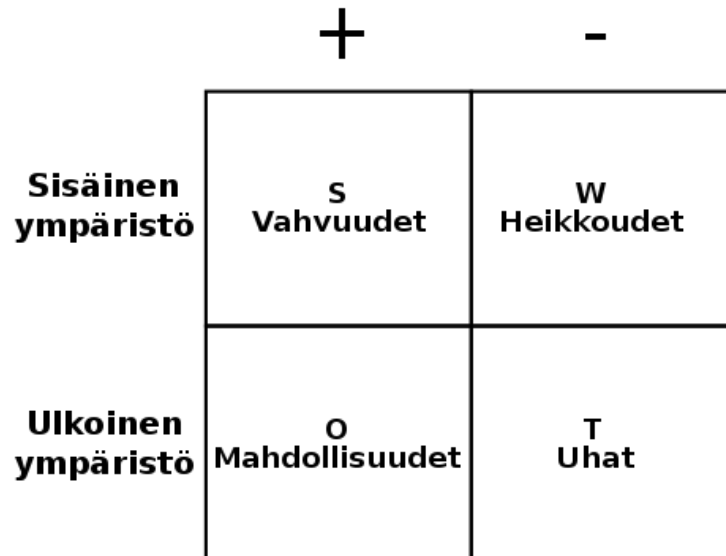 + -
Sisäinen
ympäristö
S
Vahvuudet
W
Heikkoudet
Ulkoinen
ympäristö
O
Mahdollisuudet
T
Uhat